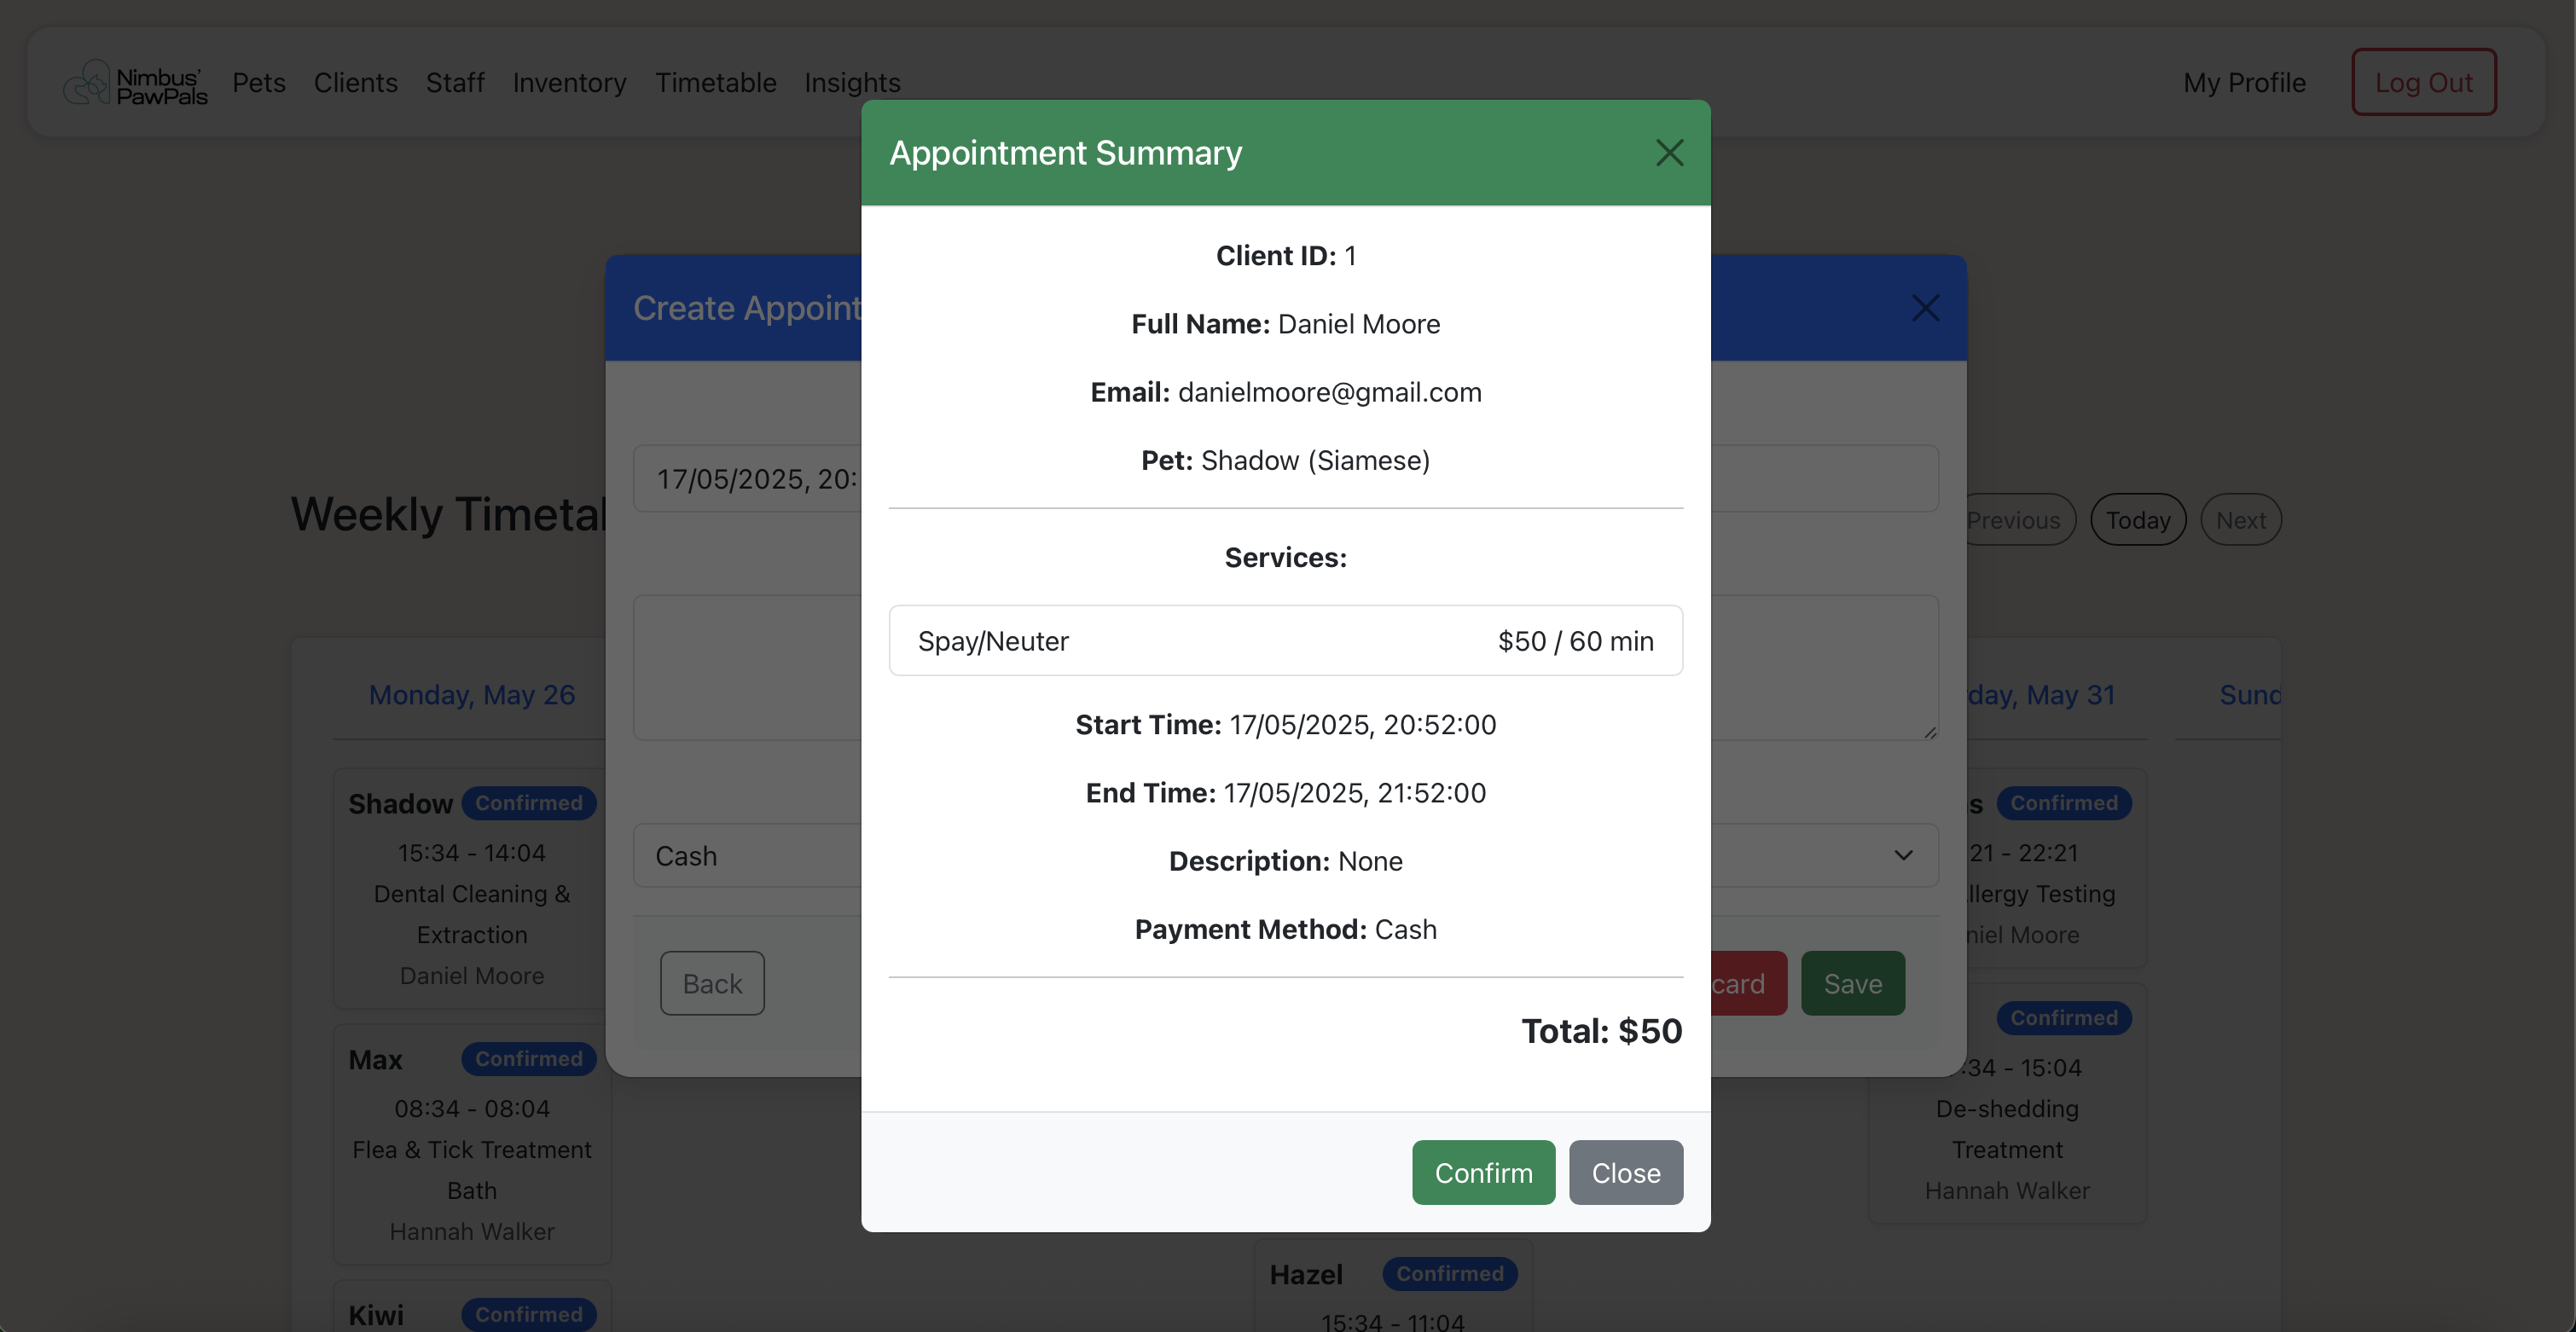 Nimbus'
PawPals
Pets
Clients
Staff
Inventory
Timetable
Insights
My Profile
Log Out
Appointment Summary
Client ID: 1
Full Name: Daniel Moore
Email: danielmoore@gmail.com
Pet: Shadow (Siamese)
Services:
Spay/Neuter $50 / 60 min
Start Time: 17/05/2025, 20:52:00
End Time: 17/05/2025, 21:52:00
Description: None
Payment Method: Cash
Total: $50
Confirm
Close
Create Appoint
17/05/2025, 20:
Cash
Back
card
Save
Weekly Timetal
Previous
Today
Next
Monday, May 26
Shadow Confirmed
15:34 - 14:04
Dental Cleaning &
Extraction
Daniel Moore
Max Confirmed
08:34 - 08:04
Flea & Tick Treatment
Bath
Hannah Walker
Kiwi Confirmed
Hazel Confirmed
15:34 - 11:04
day, May 31
s Confirmed
21 - 22:21
llergy Testing
niel Moore
Confirmed
:34 - 15:04
De-shedding
Treatment
Hannah Walker
Sund